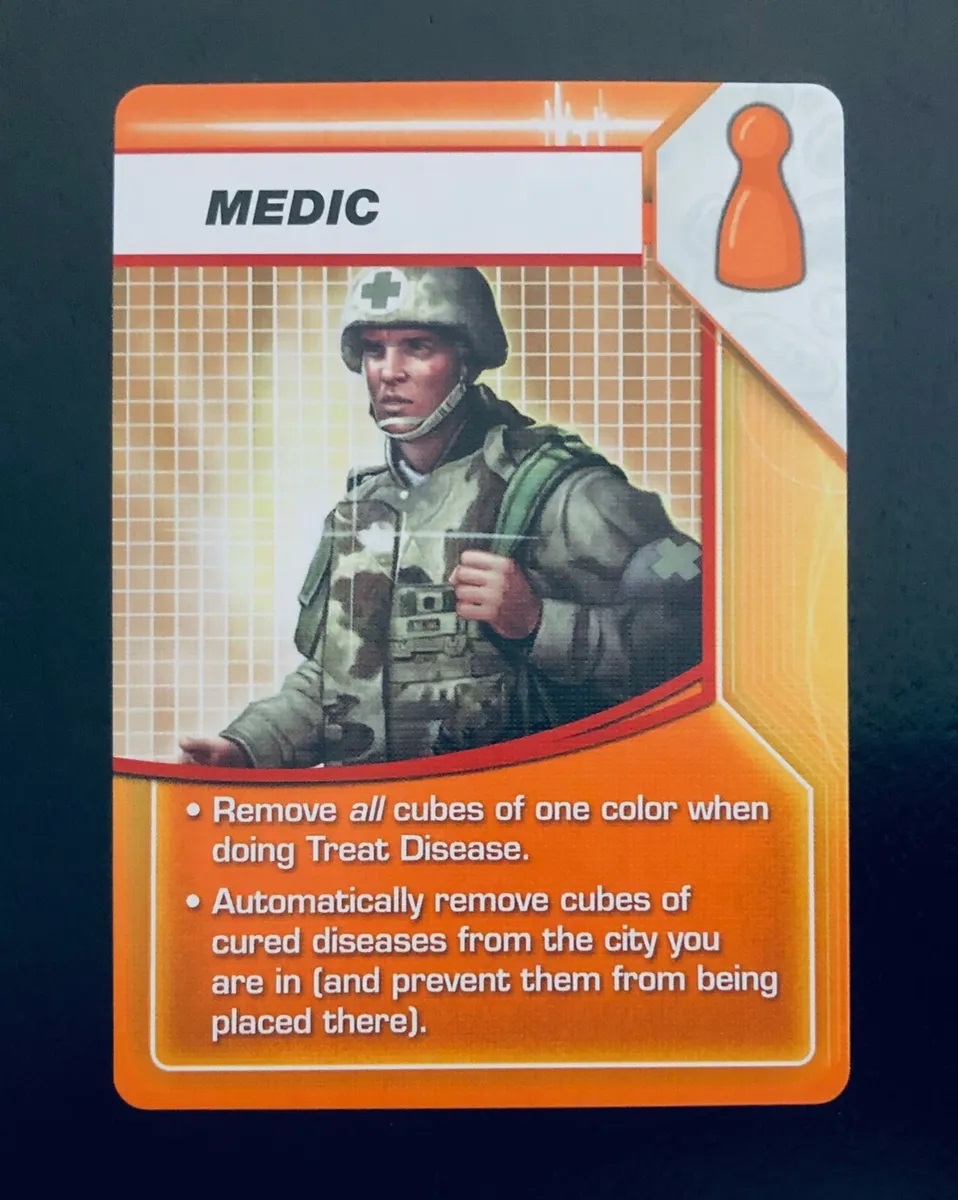 MEDIC
• Remove all cubes of one color when
doing Treat Disease.
• Automatically remove cubes of
cured diseases from the city you
are in (and prevent them from being
placed there).